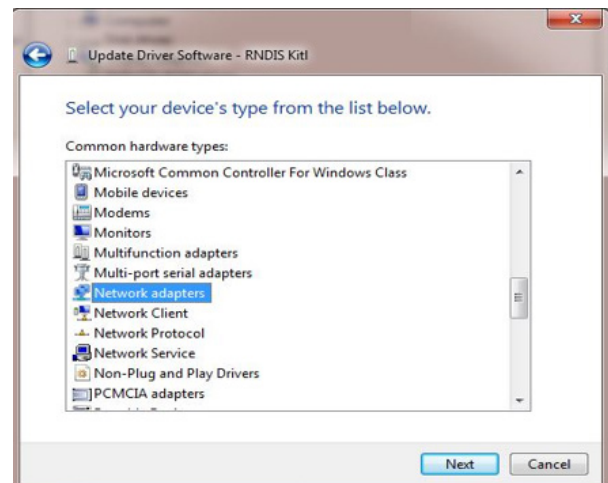 Update Driver Software - RNDIS Kitl
Select your device's type from the list below.
Common hardware types:
Microsoft Common Controller For Windows Class
Mobile devices
Modems
Monitors
Multifunction adapters
Multi-port serial adapters
Network adapters
Network Client
Network Protocol
Network Service
Non-Plug and Play Drivers
PCMCIA adapters
Next Cancel